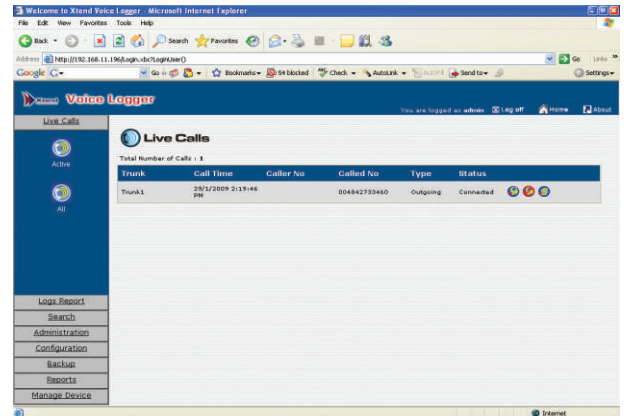 Welcome to Xtend Voice Logger - Microsoft Internet Explorer
File Edit View Favorites Tools Help
Back Search Favorites
Address http://192.168.11.196/Login.xbc?LoginUser() Go Links »
Google G Go Bookmarks 59 blocked Check AutoLink AutoFill Send to Settings
Xtend Voice Logger
You are logged as admin Log off Home About
Live Calls
Active
All
Live Calls
Total Number of Calls : 1
Trunk Call Time Caller No Called No Type Status
Trunk1 29/1/2009 2:19:46 PM 004842733460 Outgoing Connected
Logs Report
Search
Administration
Configuration
Backup
Reports
Manage Device
Internet